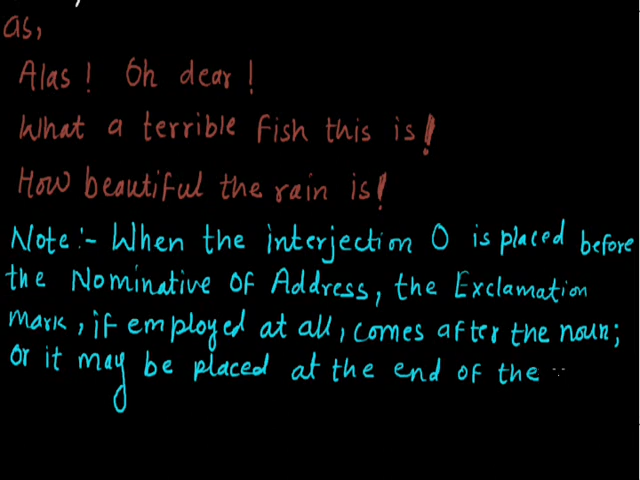 as,
Alas! Oh dear!
What a terrible fish this is!
How beautiful the rain is!
Note:- When the interjection O is placed before
the Nominative of Address, the Exclamation
mark, if employed at all, comes after the noun;
or it may be placed at the end of the